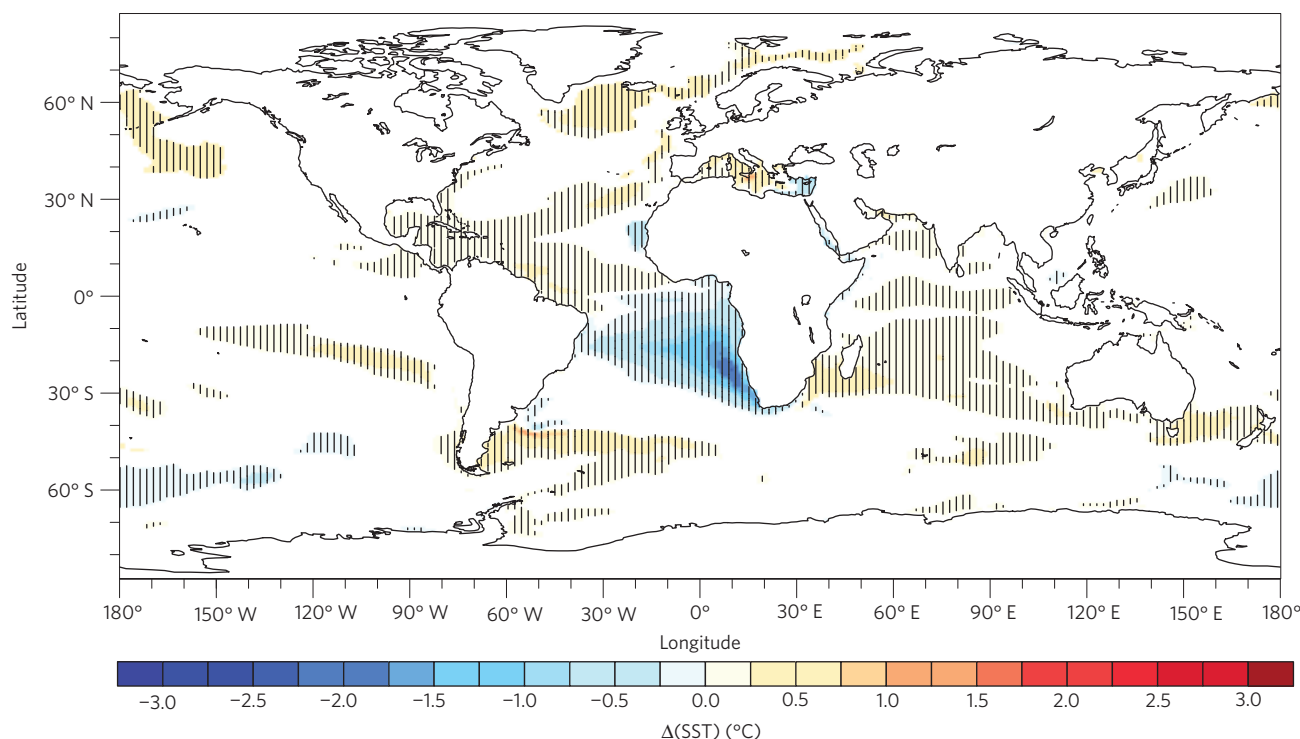 Latitude
60° N
30° N
0°
30° S
60° S
180° 150° W 120° W 90° W 60° W 30° W 0° 30° E 60° E 90° E 120° E 150° E 180°
Longitude
−3.0 −2.5 −2.0 −1.5 −1.0 −0.5 0.0 0.5 1.0 1.5 2.0 2.5 3.0
Δ(SST) (°C)